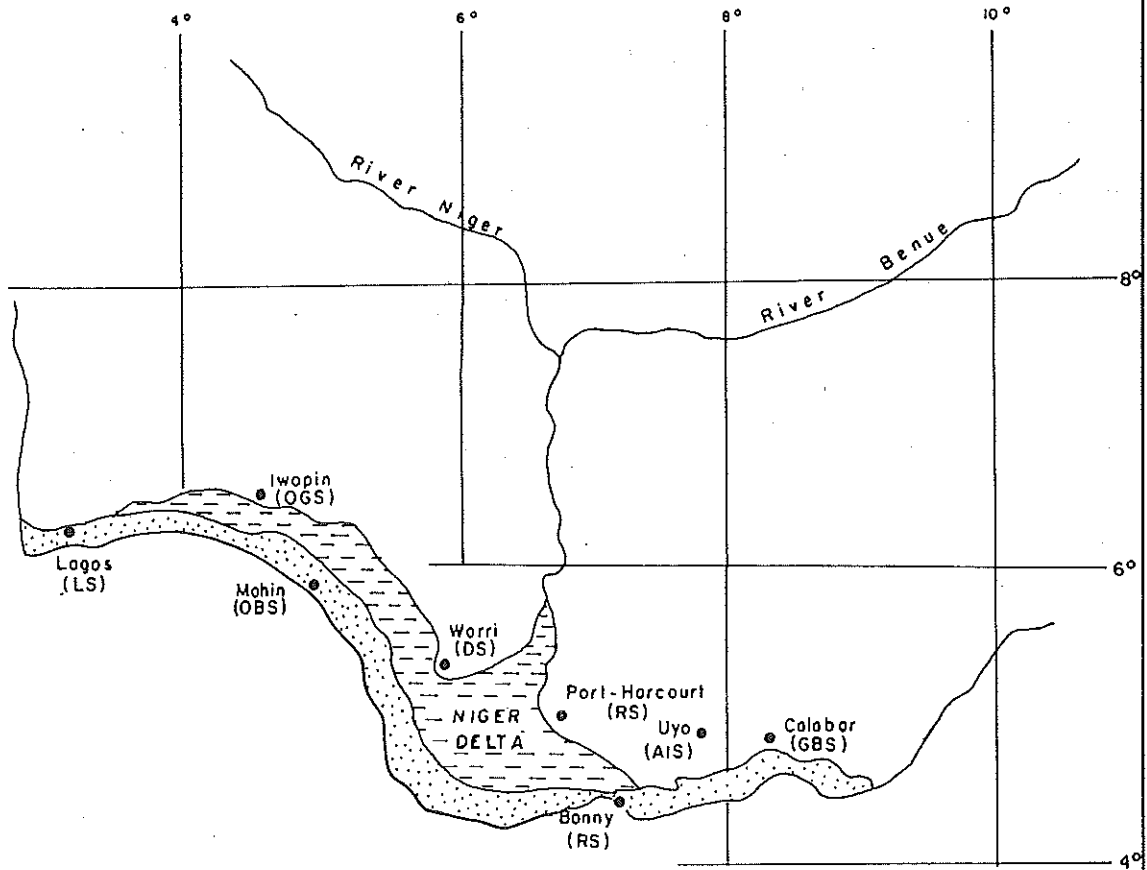 4°
6°
8°
10°
River Niger
River Benue
8°
Iwopin
(OGS)
Lagos
(LS)
Mahin
(OBS)
6°
Warri
(DS)
Port-Harcourt
(RS)
NIGER
DELTA
Uyo
(AIS)
Calabar
(GBS)
Bonny
(RS)
4°